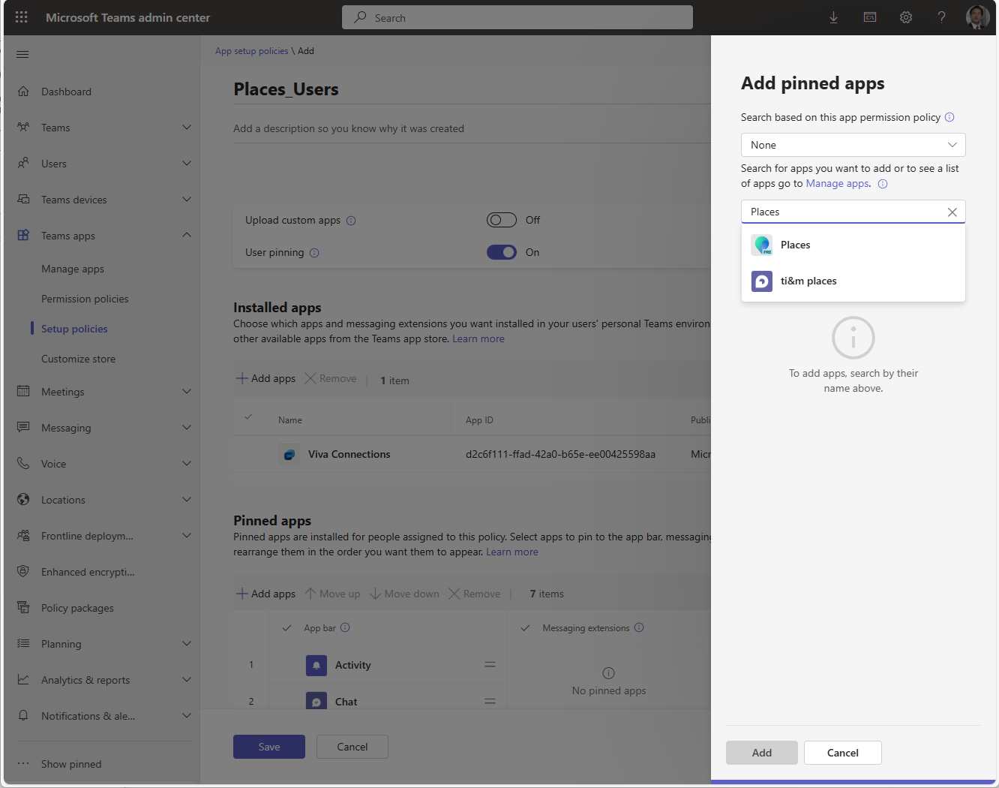 Microsoft Teams admin center
Search
App setup policies \ Add
Dashboard
Teams
Users
Teams devices
Teams apps
Manage apps
Permission policies
Setup policies
Customize store
Meetings
Messaging
Voice
Locations
Frontline deploym...
Enhanced encrypti...
Policy packages
Planning
Analytics & reports
Notifications & ale...
Show pinned
Places_Users
Add a description so you know why it was created
Upload custom apps
Off
User pinning
On
Installed apps
Choose which apps and messaging extensions you want installed in your users' personal Teams environ
other available apps from the Teams app store. Learn more
Add apps Remove | 1 item
Name App ID Publi
Viva Connections d2c6f111-ffad-42a0-b65e-ee00425598aa Micr
Pinned apps
Pinned apps are installed for people assigned to this policy. Select apps to pin to the app bar, messaging
rearrange them in the order you want them to appear. Learn more
Add apps Move up Move down Remove | 7 items
App bar Messaging extensions
1 Activity
No pinned apps
2 Chat
Save Cancel
Add pinned apps
Search based on this app permission policy
None
Search for apps you want to add or to see a list
of apps go to Manage apps.
Places
PRE
Places
ti&m places
To add apps, search by their
name above.
Add Cancel